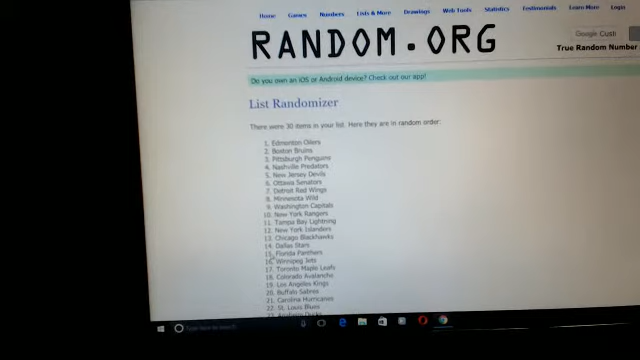 Home Games Numbers Lists & More Drawings Web Tools Statistics Testimonials Learn More Login
RANDOM.ORG
Google Cust
True Random Number
Do you own an iOS or Android device? Check out our app!
List Randomizer
There were 30 items in your list. Here they are in random order:
1. Edmonton Oilers
2. Boston Bruins
3. Pittsburgh Penguins
4. Nashville Predators
5. New Jersey Devils
6. Ottawa Senators
7. Detroit Red Wings
8. Minnesota Wild
9. Washington Capitals
10. New York Rangers
11. Tampa Bay Lightning
12. New York Islanders
13. Chicago Blackhawks
14. Dallas Stars
15. Florida Panthers
16. Winnipeg Jets
17. Toronto Maple Leafs
18. Colorado Avalanche
19. Los Angeles Kings
20. Buffalo Sabres
21. Carolina Hurricanes
22. St. Louis Blues
23. Anaheim Ducks